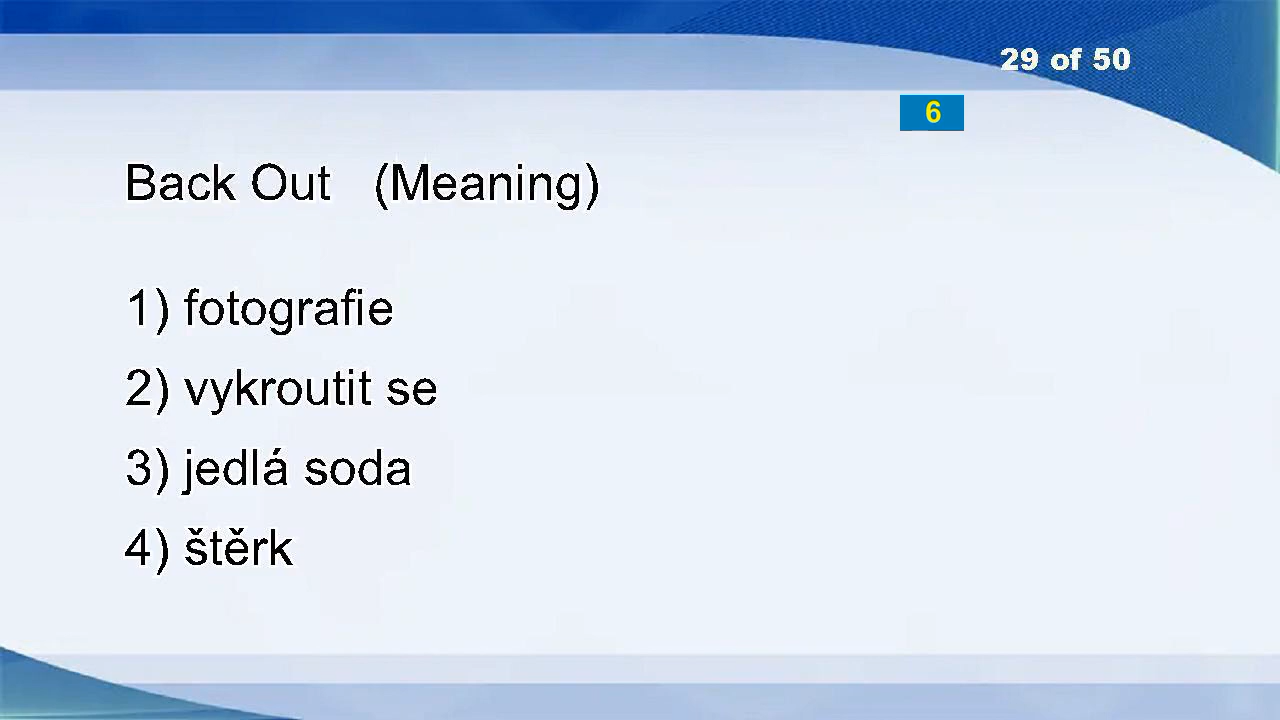 29 of 50
6
Back Out (Meaning)
1) fotografie
2) vykroutit se
3) jedlá soda
4) štěrk